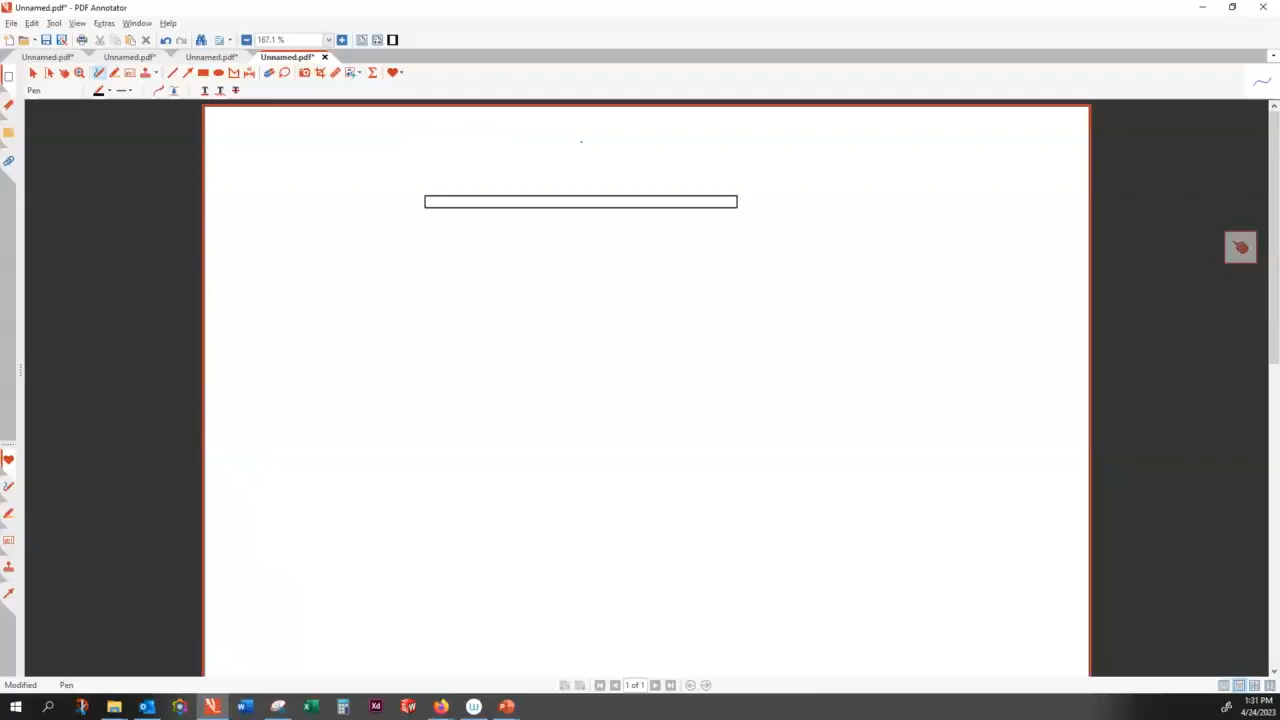 Unnamed.pdf* - PDF Annotator
File Edit Tool View Extras Window Help
167.1 %
Unnamed.pdf* Unnamed.pdf* Unnamed.pdf* Unnamed.pdf*
Pen
1 of 1
Modified Pen
1:31 PM
4/24/2023